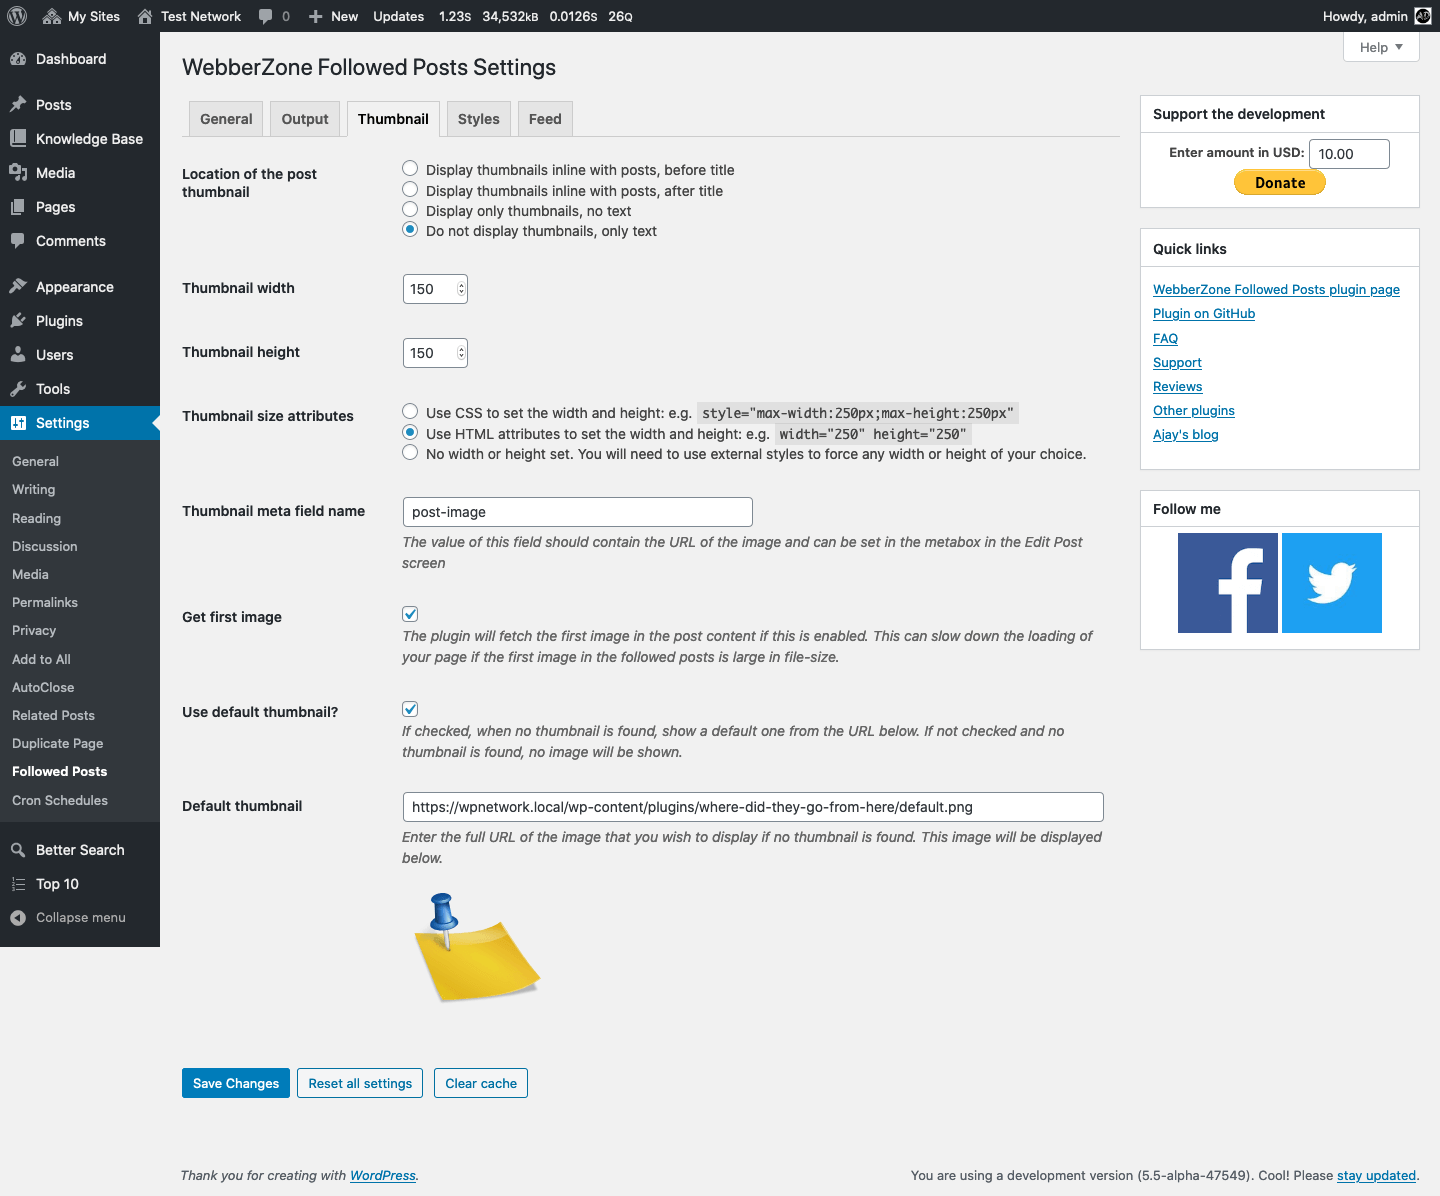 My Sites Test Network 0 New Updates 1.23S 34,532KB 0.0126S 26Q Howdy, admin
Help
Dashboard
Posts
Knowledge Base
Media
Pages
Comments
Appearance
Plugins
Users
Tools
Settings
General
Writing
Reading
Discussion
Media
Permalinks
Privacy
Add to All
AutoClose
Related Posts
Duplicate Page
Followed Posts
Cron Schedules
Better Search
Top 10
Collapse menu
WebberZone Followed Posts Settings
General Output Thumbnail Styles Feed
Location of the post
thumbnail
Display thumbnails inline with posts, before title
Display thumbnails inline with posts, after title
Display only thumbnails, no text
Do not display thumbnails, only text
Thumbnail width 150
Thumbnail height 150
Thumbnail size attributes
Use CSS to set the width and height: e.g. style="max-width:250px;max-height:250px"
Use HTML attributes to set the width and height: e.g. width="250" height="250"
No width or height set. You will need to use external styles to force any width or height of your choice.
Thumbnail meta field name post-image
The value of this field should contain the URL of the image and can be set in the metabox in the Edit Post
screen
Get first image
The plugin will fetch the first image in the post content if this is enabled. This can slow down the loading of
your page if the first image in the followed posts is large in file-size.
Use default thumbnail?
If checked, when no thumbnail is found, show a default one from the URL below. If not checked and no
thumbnail is found, no image will be shown.
Default thumbnail https://wpnetwork.local/wp-content/plugins/where-did-they-go-from-here/default.png
Enter the full URL of the image that you wish to display if no thumbnail is found. This image will be displayed
below.
Save Changes Reset all settings Clear cache
Support the development
Enter amount in USD: 10.00
Donate
Quick links
WebberZone Followed Posts plugin page
Plugin on GitHub
FAQ
Support
Reviews
Other plugins
Ajay's blog
Follow me
Thank you for creating with WordPress. You are using a development version (5.5-alpha-47549). Cool! Please stay updated.